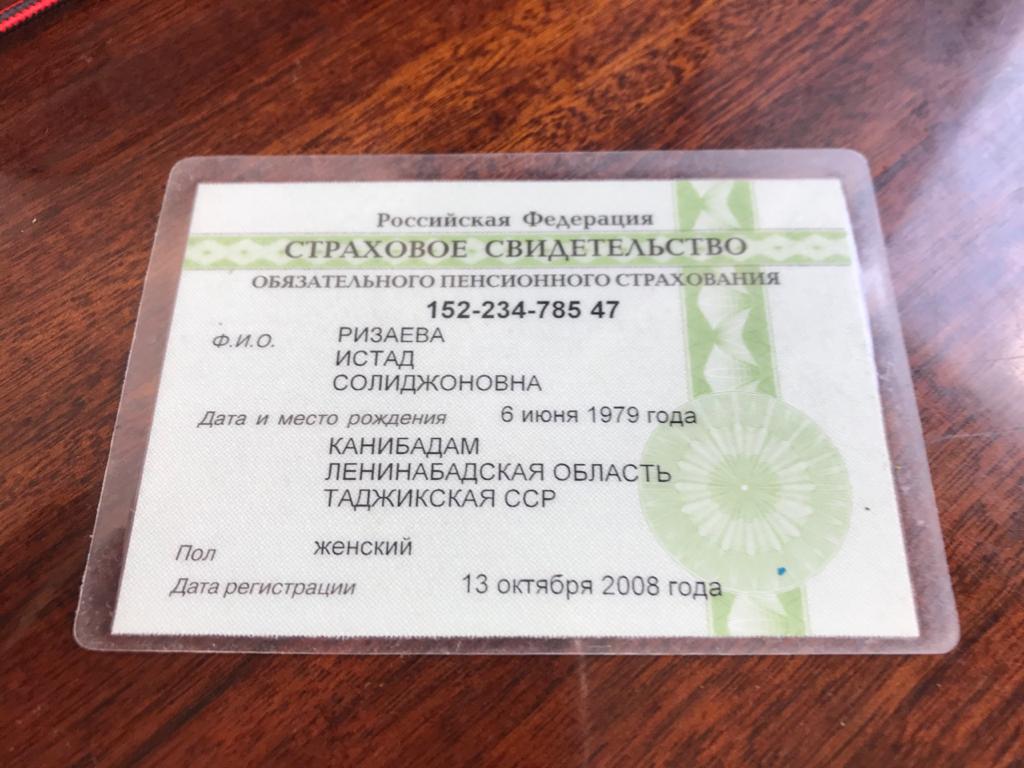 Российская Федерация
СТРАХОВОЕ СВИДЕТЕЛЬСТВО
ОБЯЗАТЕЛЬНОГО ПЕНСИОННОГО СТРАХОВАНИЯ
152-234-785 47
Ф.И.О. РИЗАЕВА
ИСТАД
СОЛИДЖОНОВНА
Дата и место рождения 6 июня 1979 года
КАНИБАДАМ
ЛЕНИНАБАДСКАЯ ОБЛАСТЬ
ТАДЖИКСКАЯ ССР
Пол женский
Дата регистрации 13 октября 2008 года